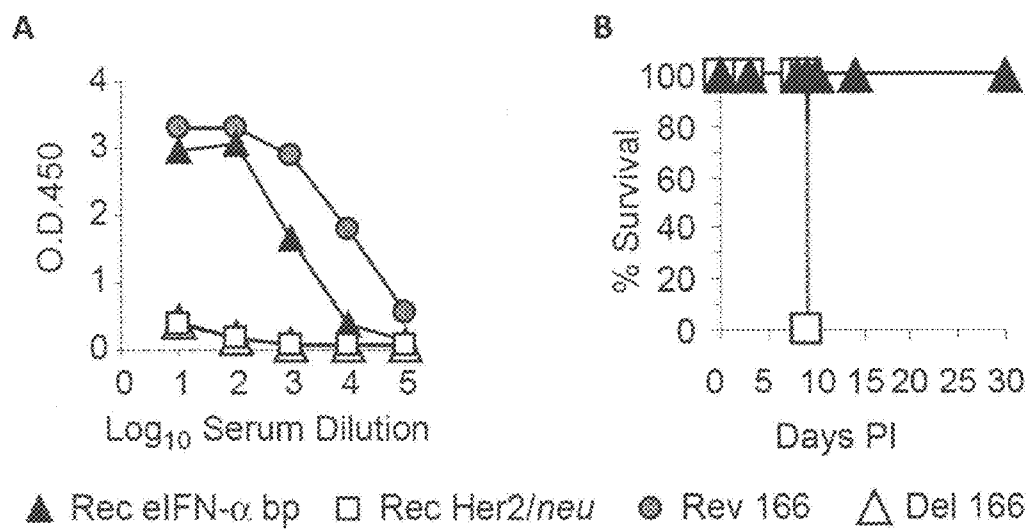 A
B
4
3
2
1
0
O.D.450
0 1 2 3 4 5
Log10 Serum Dilution
100
80
60
40
20
0
% Survival
0 5 10 15 20 25 30
Days PI
Rec eIFN-α bp
Rec Her2/neu
Rev 166
Del 166